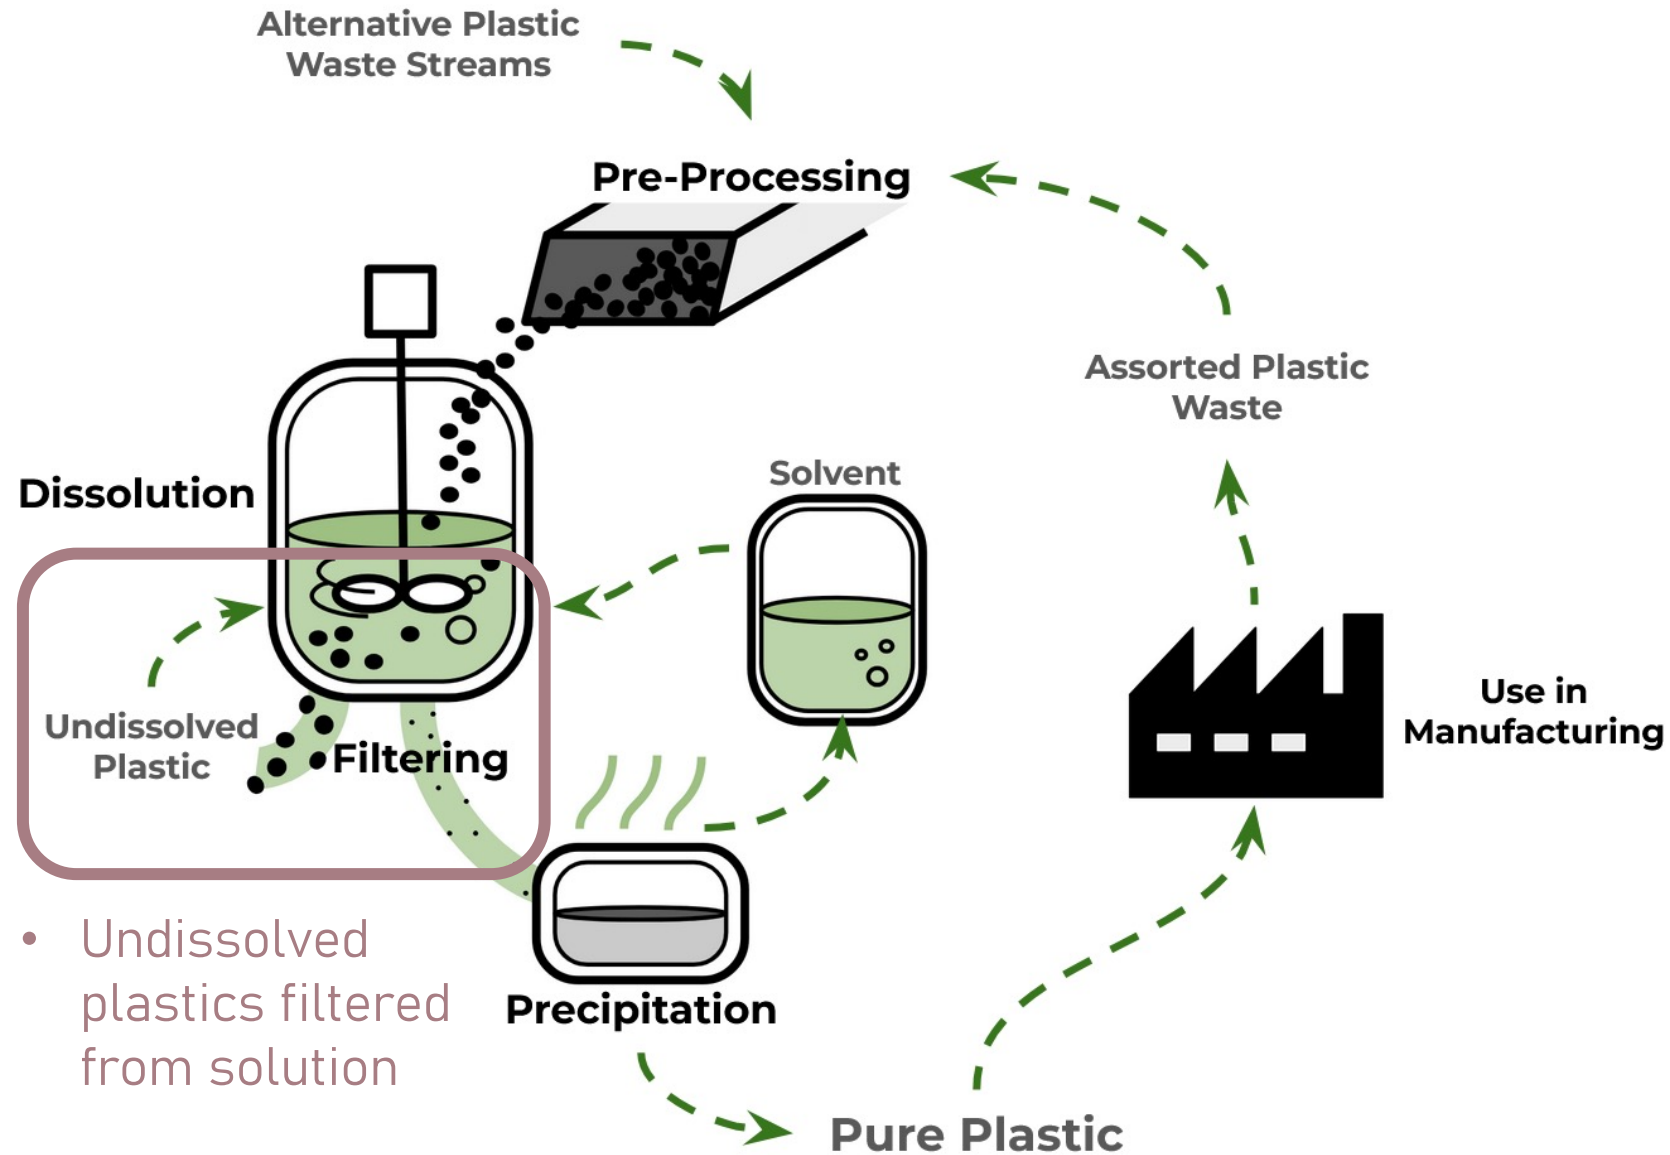 Alternative Plastic
Waste Streams
Pre-Processing
Assorted Plastic
Waste
Solvent
Dissolution
Use in
Manufacturing
Undissolved
Plastic
Filtering
• Undissolved
plastics filtered
from solution
Precipitation
Pure Plastic